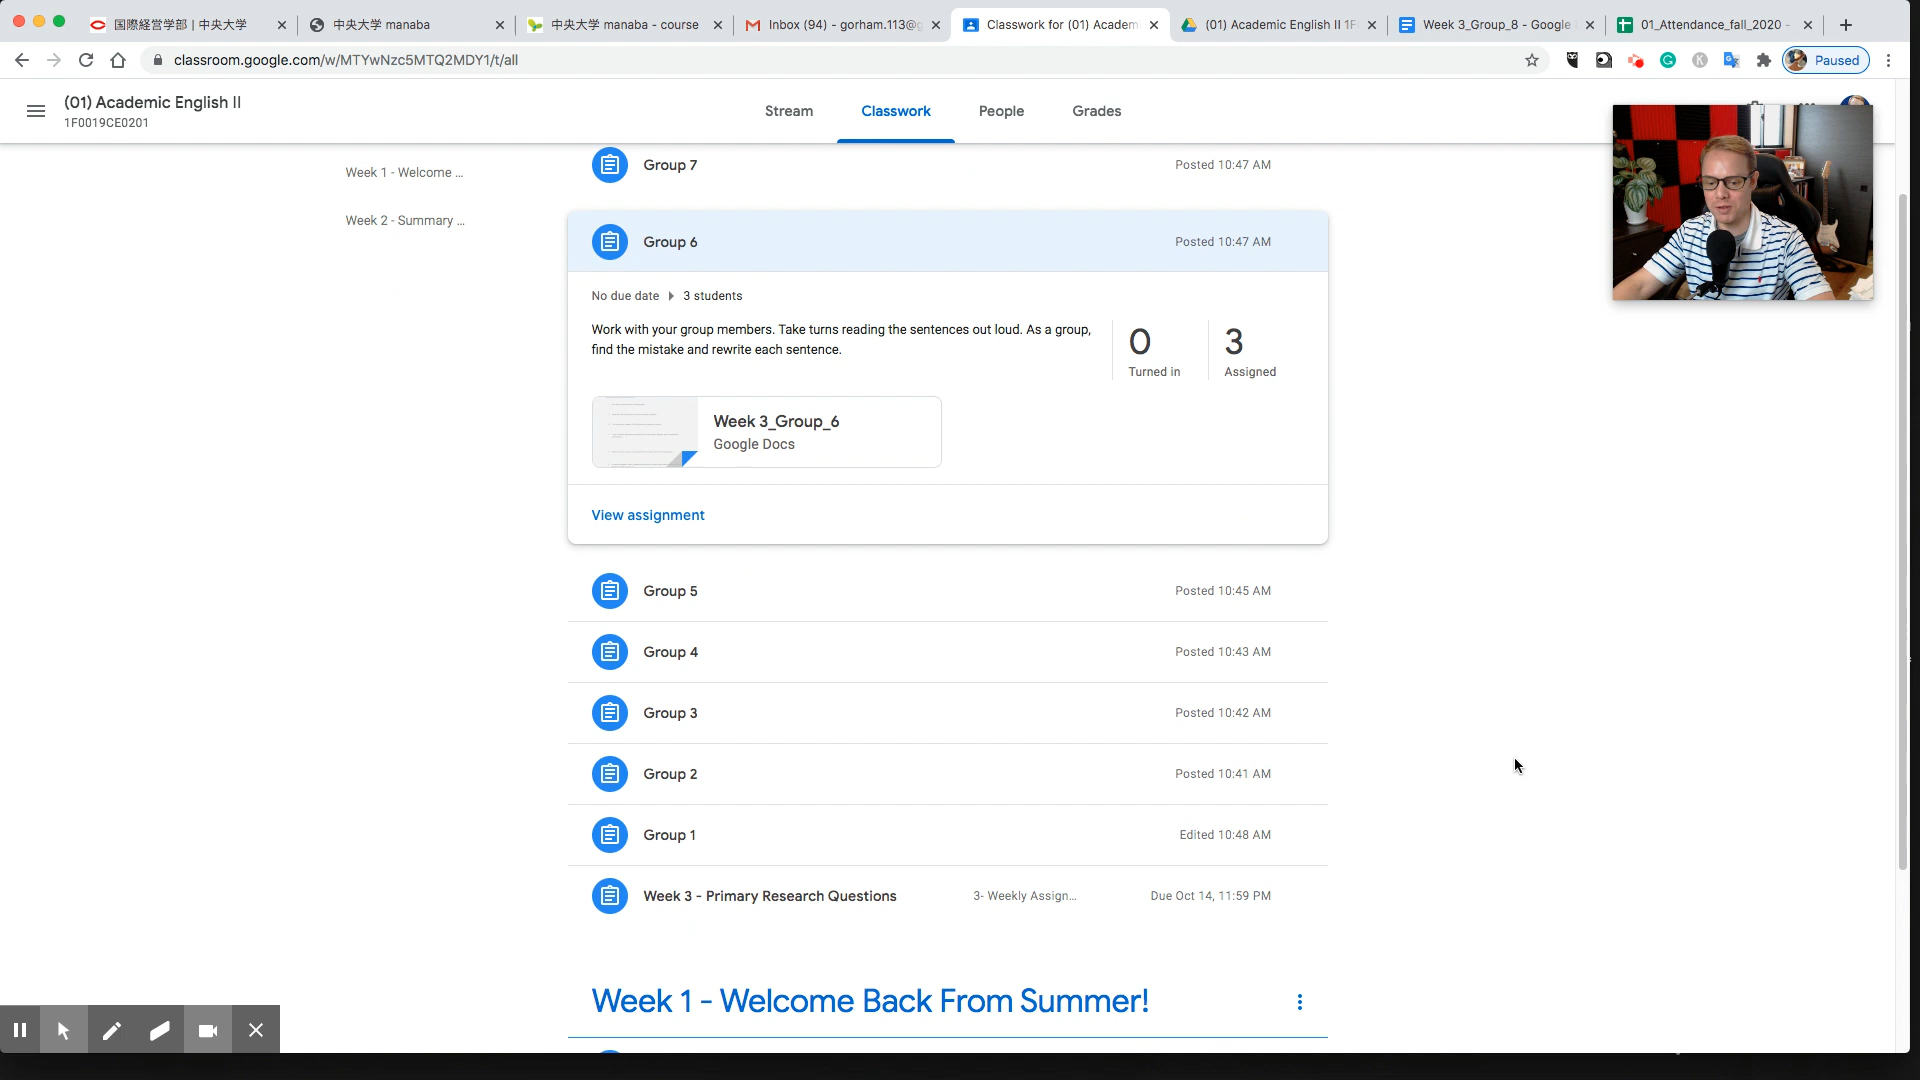 国際経営学部 | 中央大学
中央大学 manaba
中央大学 manaba - course
Inbox (94) - gorham.113@g
Classwork for (01) Academ
(01) Academic English II 1F
Week 3_Group_8 - Google
01_Attendance_fall_2020 -
classroom.google.com/w/MTYwNzc5MTQ2MDY1/t/all
Paused
(01) Academic English II
1F0019CE0201
Stream
Classwork
People
Grades
Week 1 - Welcome ...
Week 2 - Summary ...
Group 7
Posted 10:47 AM
Group 6
Posted 10:47 AM
No due date
3 students
Work with your group members. Take turns reading the sentences out loud. As a group,
find the mistake and rewrite each sentence.
0
Turned in
3
Assigned
Week 3_Group_6
Google Docs
View assignment
Group 5
Posted 10:45 AM
Group 4
Posted 10:43 AM
Group 3
Posted 10:42 AM
Group 2
Posted 10:41 AM
Group 1
Edited 10:48 AM
Week 3 - Primary Research Questions
3- Weekly Assign...
Due Oct 14, 11:59 PM
Week 1 - Welcome Back From Summer!